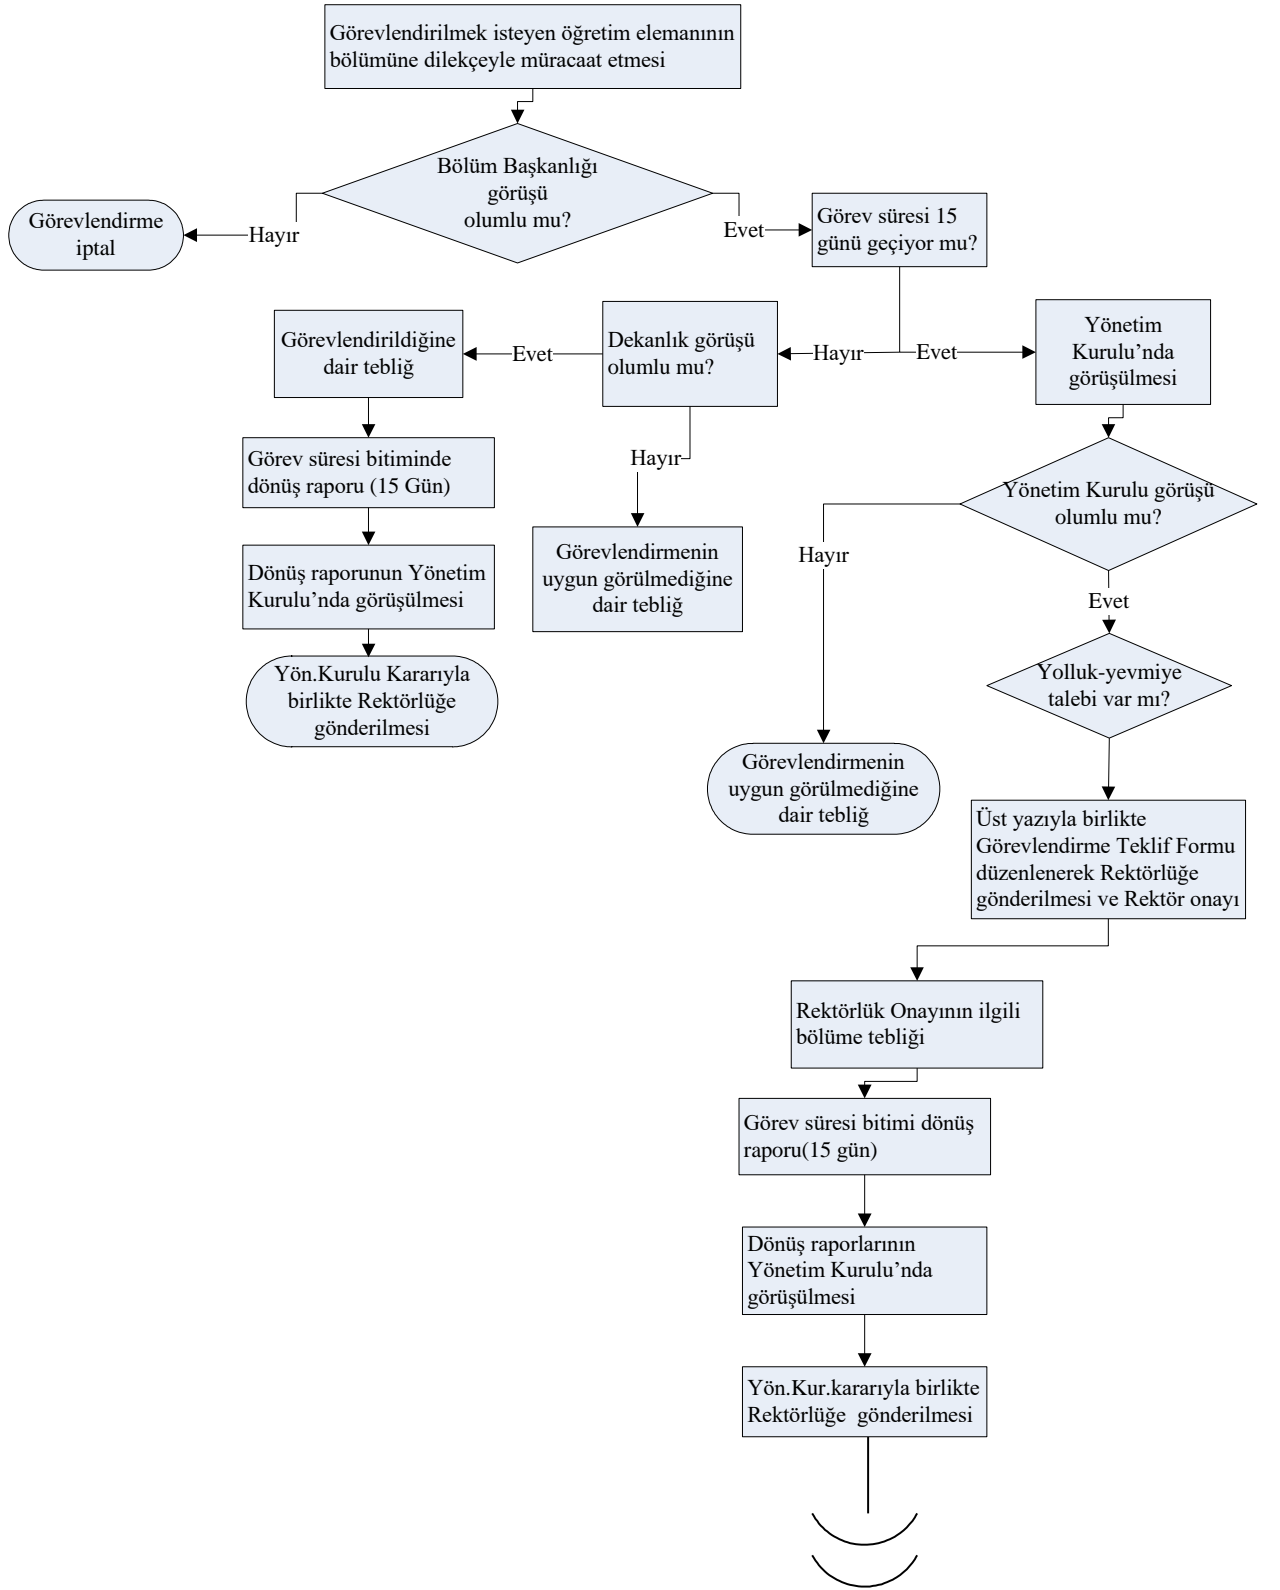 Görevlendirilmek isteyen öğretim elemanının
bölümüne dilekçeyle müracaat etmesi
Bölüm Başkanlığı
görüşü
olumlu mu?
Görevlendirme
iptal
Hayır
Evet
Görev süresi 15
günü geçiyor mu?
Görevlendirildiğine
dair tebliğ
Evet
Dekanlık görüşü
olumlu mu?
Hayır
Evet
Yönetim
Kurulu’nda
görüşülmesi
Görev süresi bitiminde
dönüş raporu (15 Gün)
Hayır
Yönetim Kurulu görüşü
olumlu mu?
Dönüş raporunun Yönetim
Kurulu’nda görüşülmesi
Görevlendirmenin
uygun görülmediğine
dair tebliğ
Hayır
Evet
Yön.Kurulu Kararıyla
birlikte Rektörlüğe
gönderilmesi
Yolluk-yevmiye
talebi var mı?
Görevlendirmenin
uygun görülmediğine
dair tebliğ
Üst yazıyla birlikte
Görevlendirme Teklif Formu
düzenlenerek Rektörlüğe
gönderilmesi ve Rektör onayı
Rektörlük Onayının ilgili
bölüme tebliği
Görev süresi bitimi dönüş
raporu(15 gün)
Dönüş raporlarının
Yönetim Kurulu’nda
görüşülmesi
Yön.Kur.kararıyla birlikte
Rektörlüğe  gönderilmesi